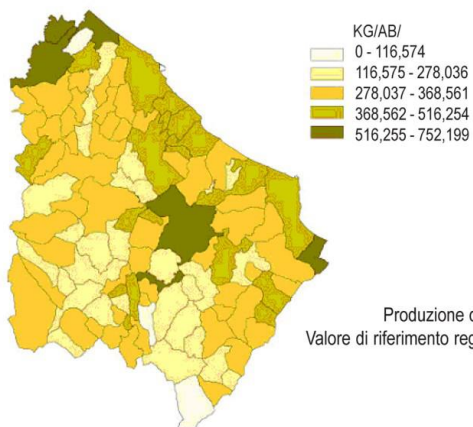 KG/AB/
0 - 116,574
116,575 - 278,036
278,037 - 368,561
368,562 - 516,254
516,255 - 752,199
Produzione
Valore di riferimento